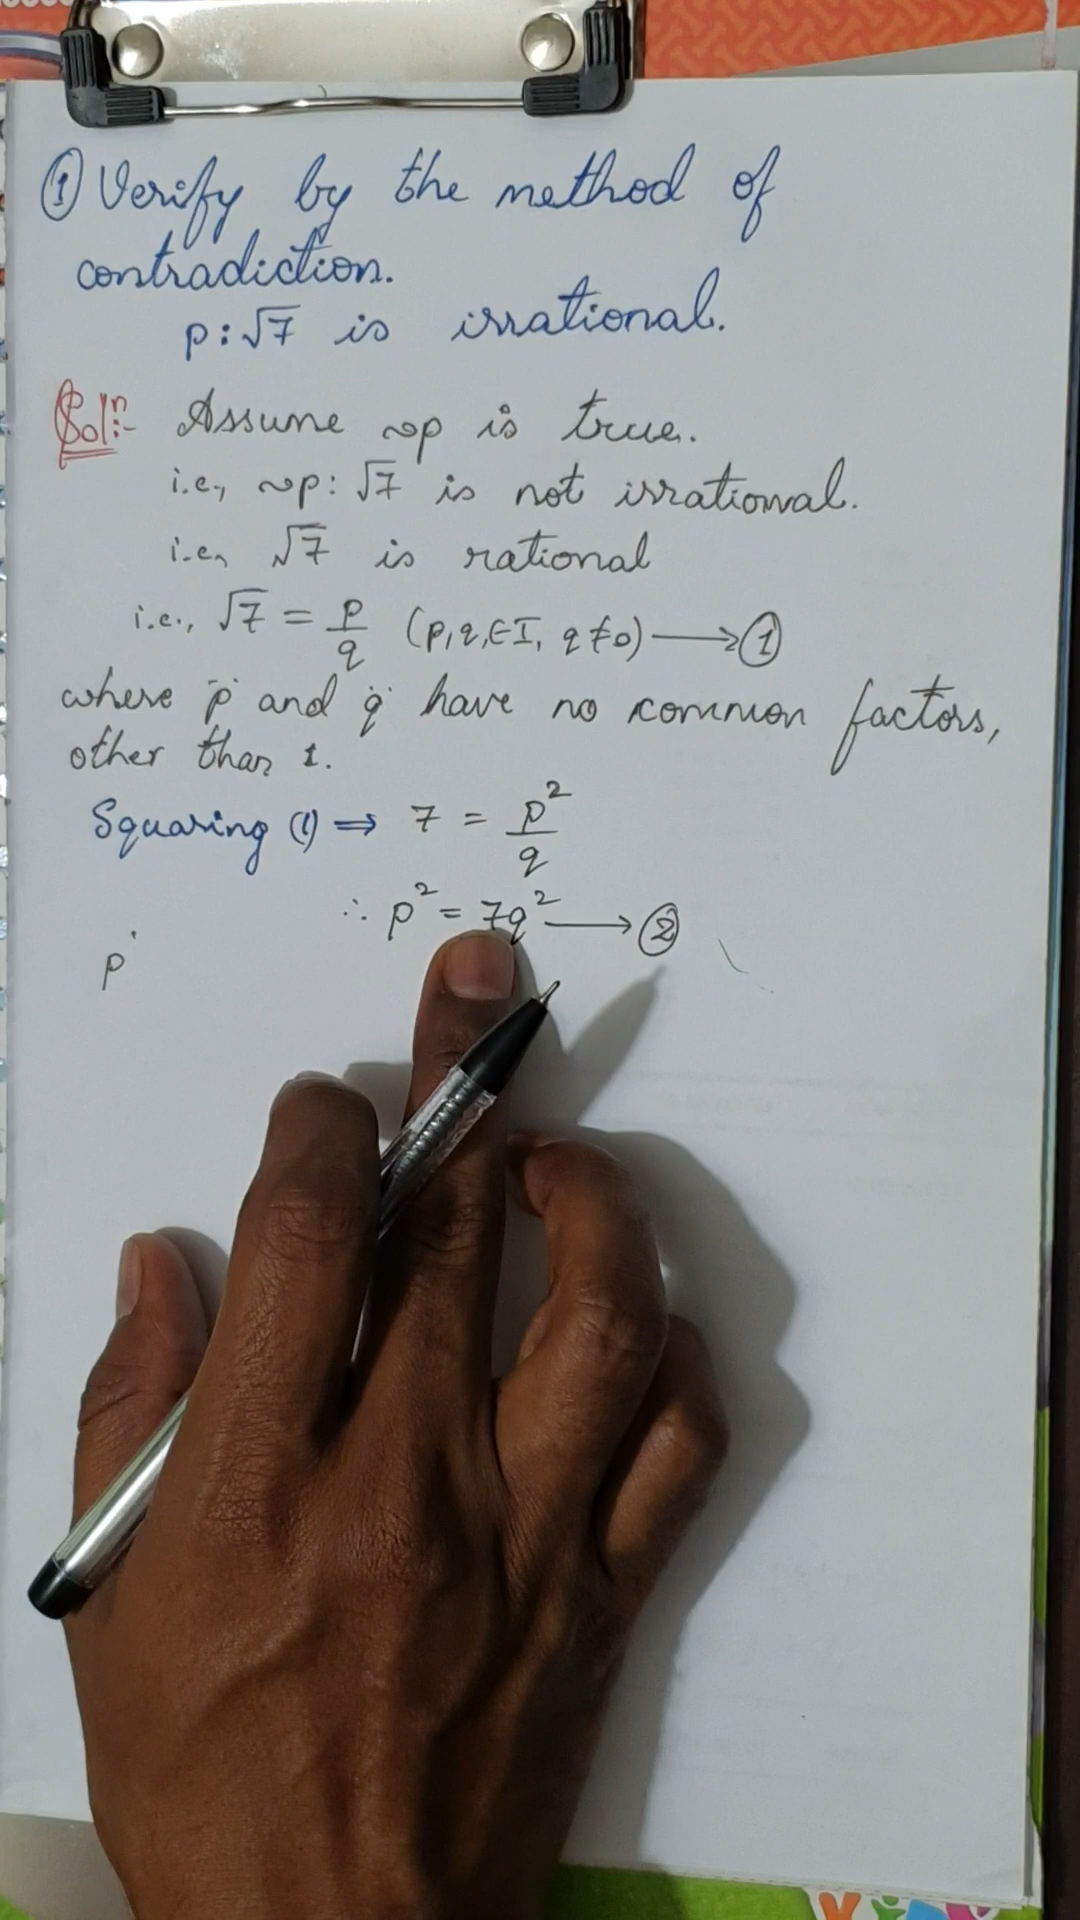 ① Verify by the method of
contradiction.
p : √7 is irrational.
Solⁿ:- Assume ~p is true.
i.e., ~p : √7 is not irrational.
i.e, √7 is rational
i.e., √7 = p/q (p, q, ∈ I, q ≠ 0) ⟶ ①
where 'p' and 'q' have no common factors,
other than 1.
Squaring (1) ⇒ 7 = p²/q
∴ p² = 7q² ⟶ ②
p